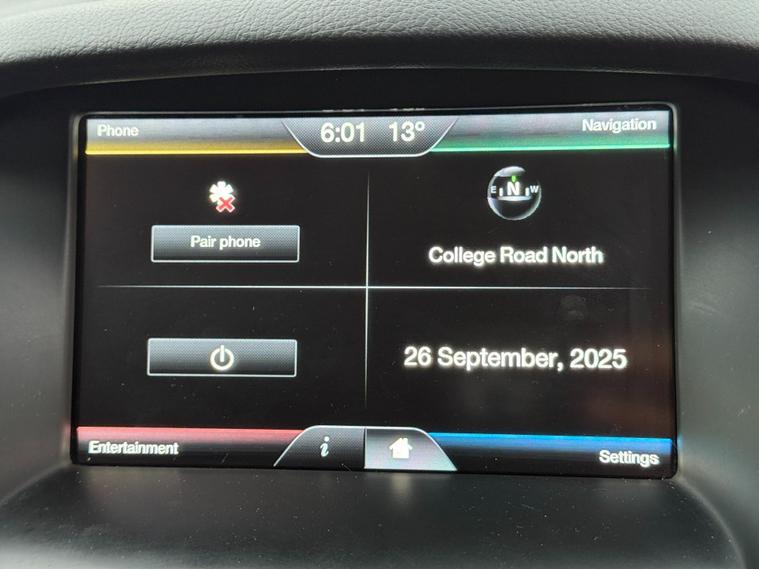 Phone
6:01 13°
Navigation
E N W
Pair phone
College Road North
26 September, 2025
Entertainment
i
Settings